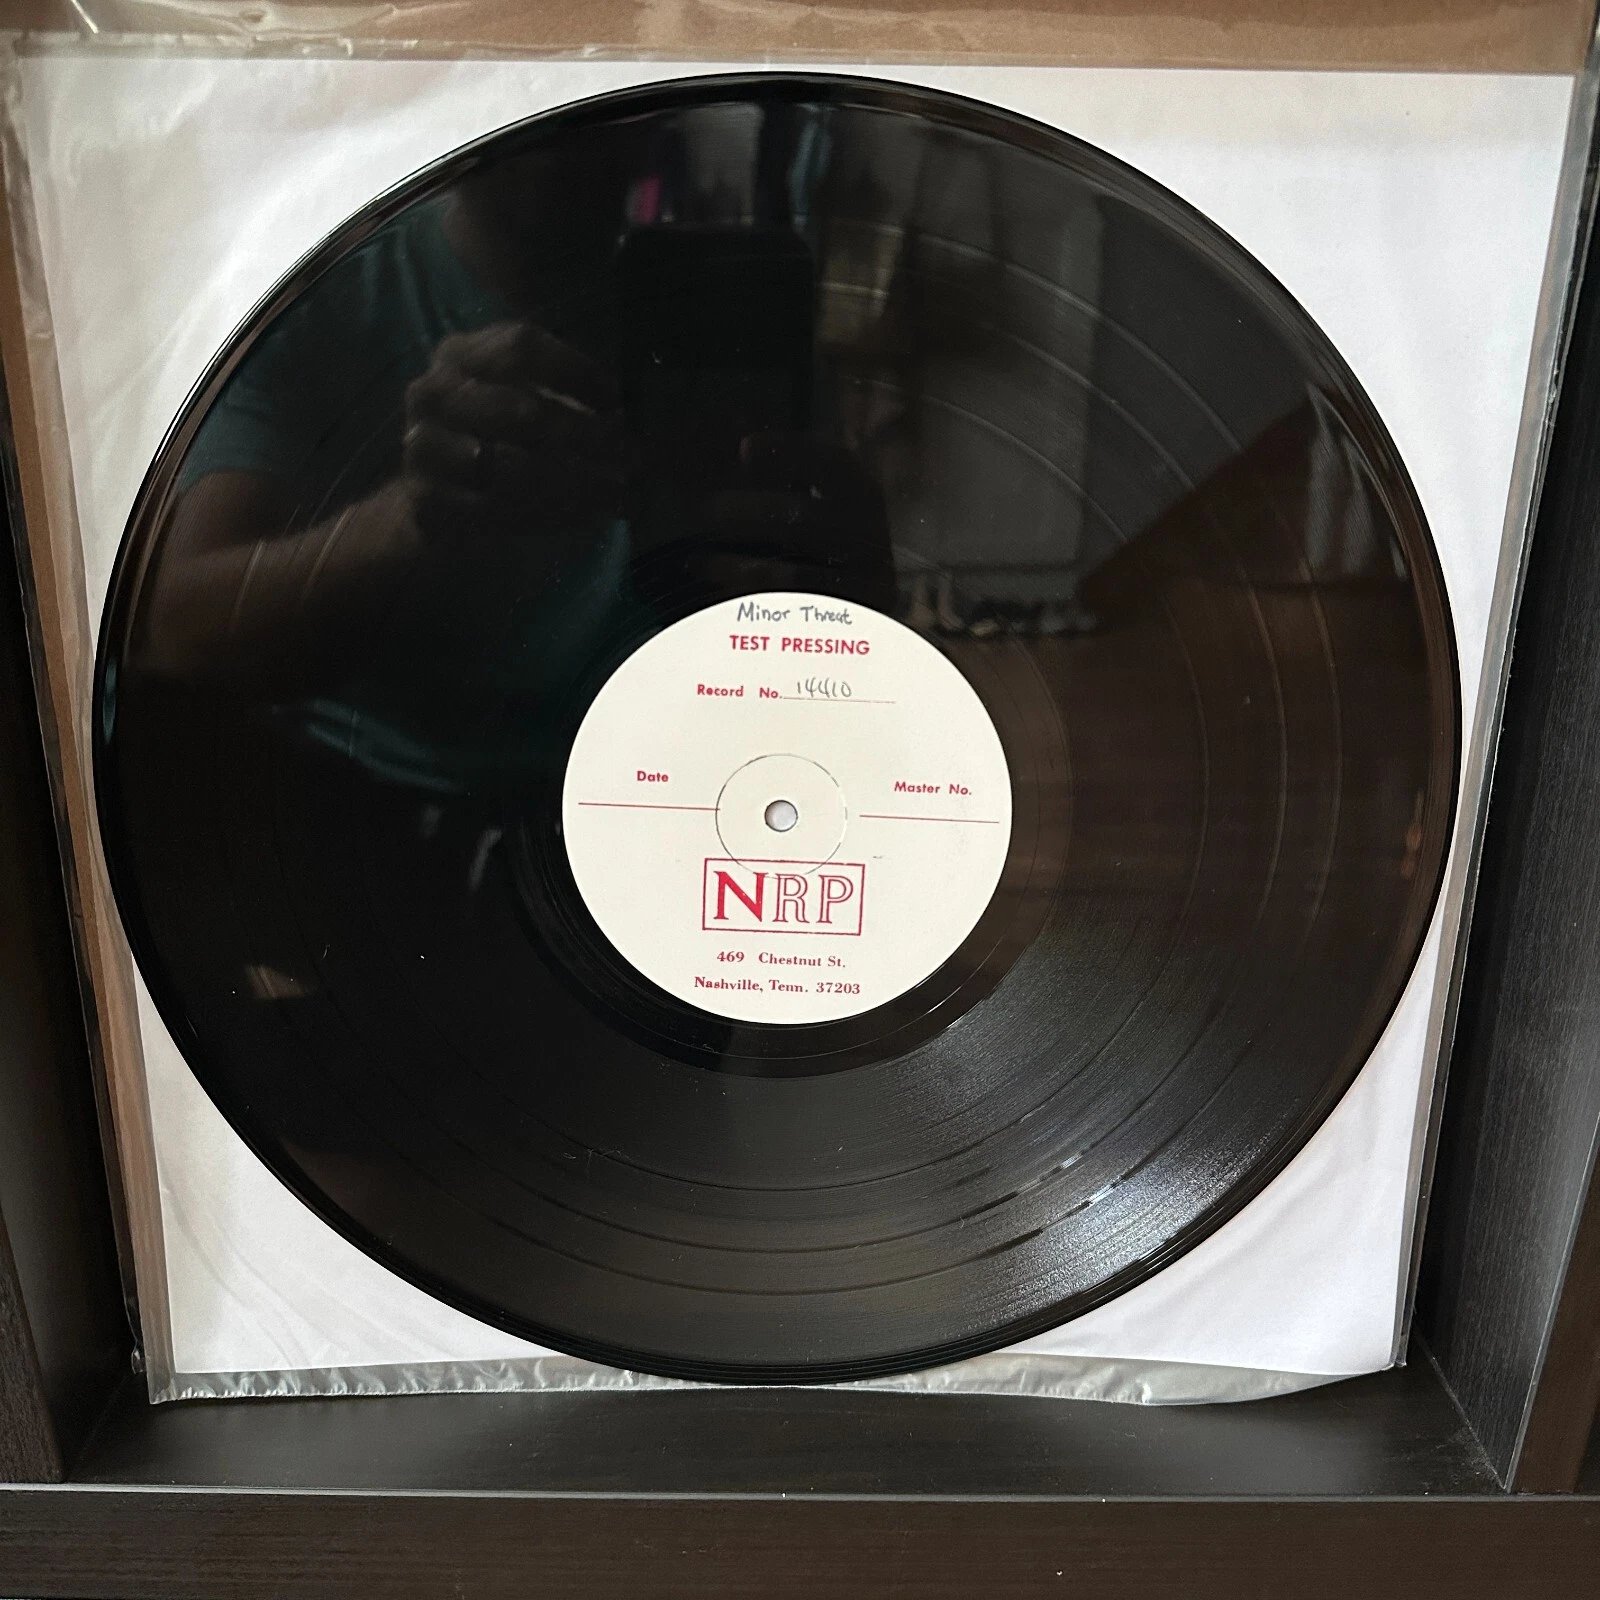 Minor Threat
TEST PRESSING
Record No. 14410
Date
Master No.
NRP
469 Chestnut St.
Nashville, Tenn. 37203